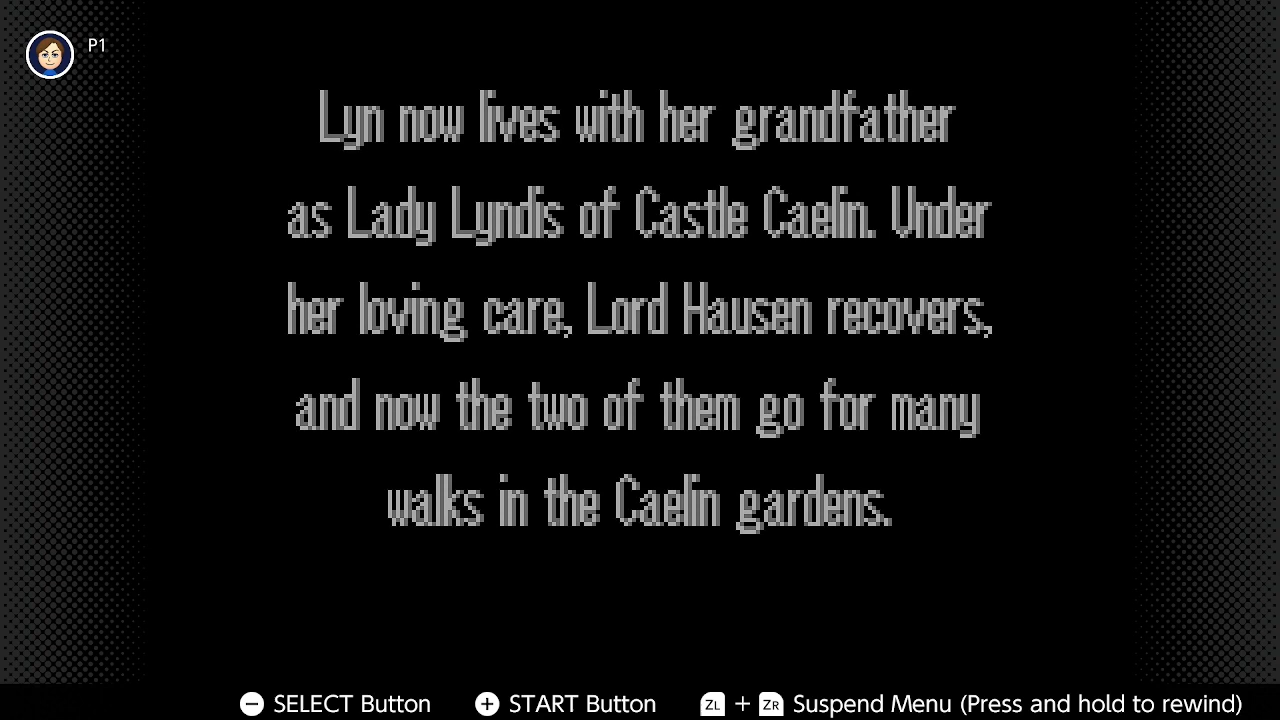 P1
Lyn now lives with her grandfather
as Lady Lyndis of Castle Caelin. Under
her loving care, Lord Hausen recovers,
and now the two of them go for many
walks in the Caelin gardens.
SELECT Button START Button ZL + ZR Suspend Menu (Press and hold to rewind)